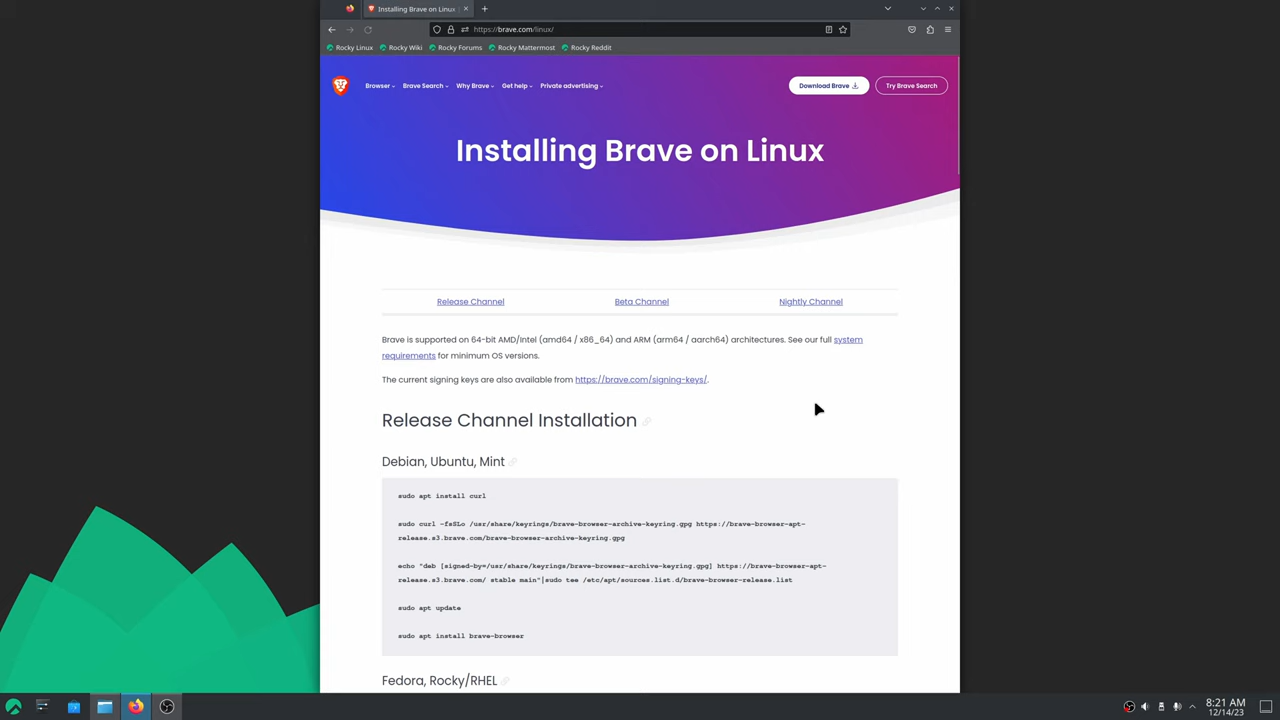 Installing Brave on Linux
https://brave.com/linux/
Rocky Linux Rocky Wiki Rocky Forums Rocky Mattermost Rocky Reddit
Browser Brave Search Why Brave Get help Private advertising Download Brave Try Brave Search
Installing Brave on Linux
Release Channel Beta Channel Nightly Channel
Brave is supported on 64-bit AMD/Intel (amd64 / x86_64) and ARM (arm64 / aarch64) architectures. See our full system
requirements for minimum OS versions.
The current signing keys are also available from https://brave.com/signing-keys/.
Release Channel Installation
Debian, Ubuntu, Mint
sudo apt install curl
sudo curl -fsSLo /usr/share/keyrings/brave-browser-archive-keyring.gpg https://brave-browser-apt-
release.s3.brave.com/brave-browser-archive-keyring.gpg
echo "deb [signed-by=/usr/share/keyrings/brave-browser-archive-keyring.gpg] https://brave-browser-apt-
release.s3.brave.com/ stable main"|sudo tee /etc/apt/sources.list.d/brave-browser-release.list
sudo apt update
sudo apt install brave-browser
Fedora, Rocky/RHEL
8:21 AM
12/14/23